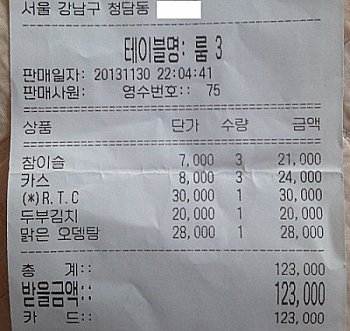 서울 강남구 청담동
테이블명: 룸 3
판매일자: 20131130 22:04:41
판매사원: 영수번호:: 75
상품 단가 수량 금액
참이슬 7,000 3 21,000
카스 8,000 3 24,000
(*)R.T.C 30,000 1 30,000
두부김치 20,000 1 20,000
맑은 오뎅탕 28,000 1 28,000
총 계:: 123,000
받을금액:: 123,000
카 드:: 123,000